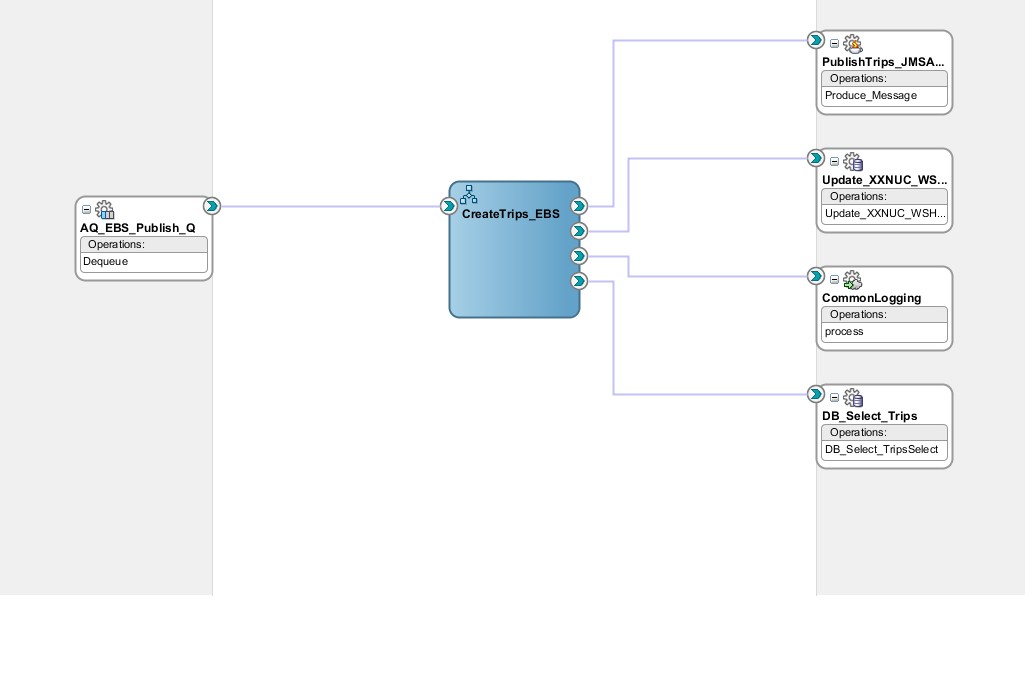 AQ_EBS_Publish_Q
Operations:
Dequeue
CreateTrips_EBS
PublishTrips_JMSA...
Operations:
Produce_Message
Update_XXNUC_WS...
Operations:
Update_XXNUC_WSH...
CommonLogging
Operations:
process
DB_Select_Trips
Operations:
DB_Select_TripsSelect